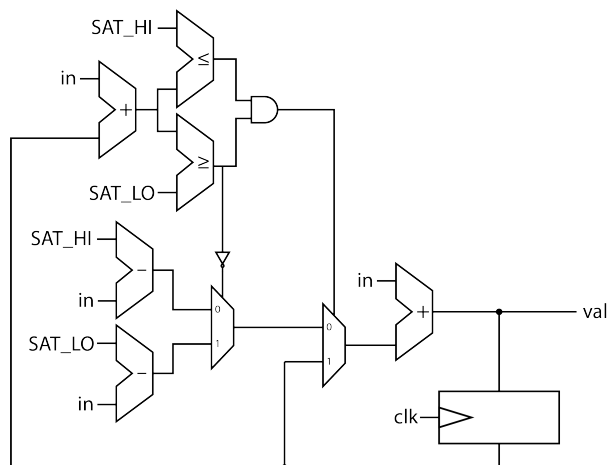 SAT_HI
≤
in
+
≥
SAT_LO
SAT_HI
−
in
0
in
+
val
0
SAT_LO
1
1
−
in
clk